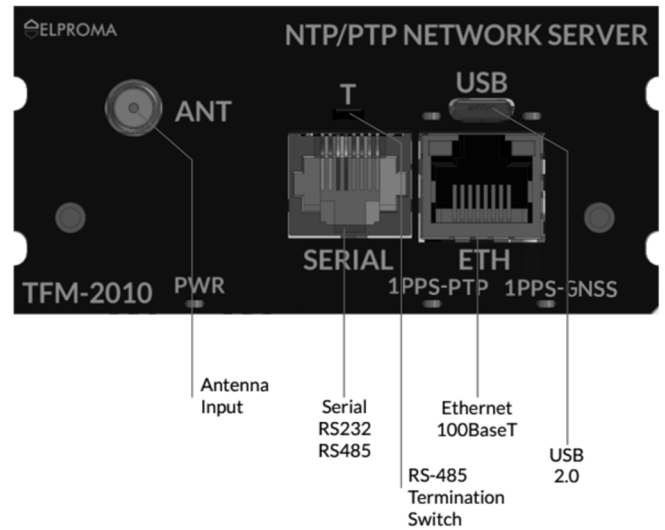 ELPROMA
NTP/PTP NETWORK SERVER
ANT
T
USB
SERIAL
ETH
TFM-2010
PWR
1PPS-PTP
1PPS-GNSS
Antenna
Input
Serial
RS232
RS485
RS-485
Termination
Switch
Ethernet
100BaseT
USB
2.0